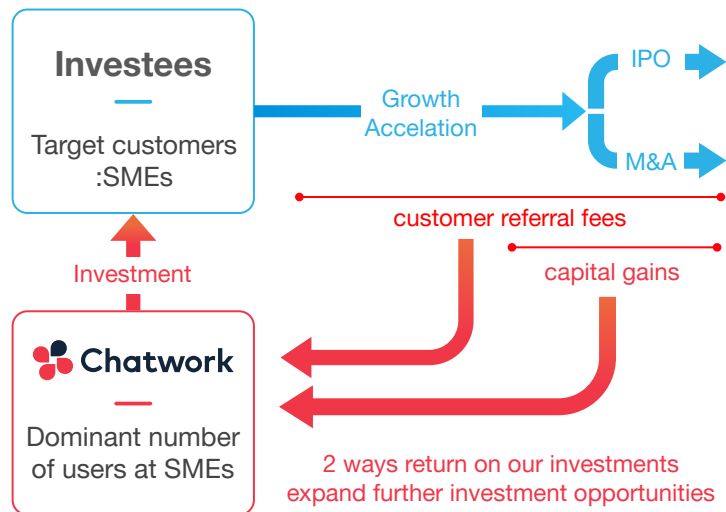 Investees
Target customers
:SMEs
Growth
Accelation
IPO
M&A
customer referral fees
capital gains
Investment
Chatwork
Dominant number
of users at SMEs
2 ways return on our investments
expand further investment opportunities